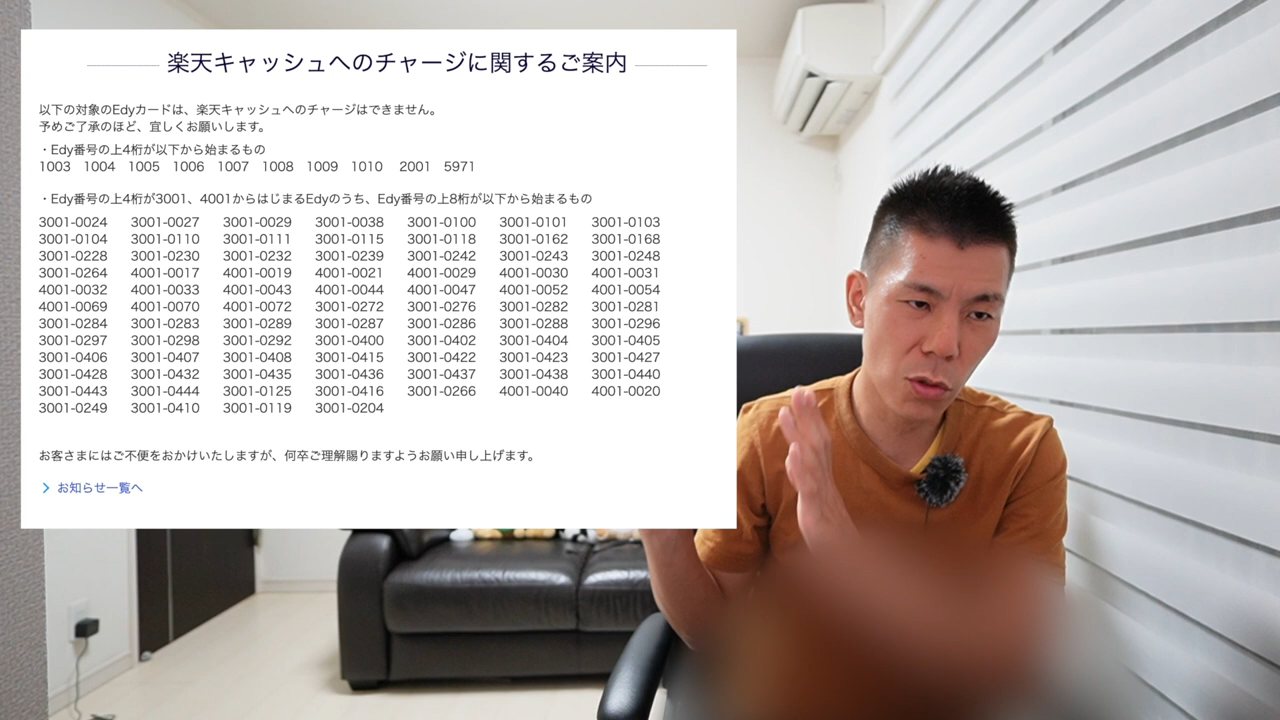 楽天キャッシュへのチャージに関するご案内
以下の対象のEdyカードは、楽天キャッシュへのチャージはできません。
予めご了承のほど、宜しくお願いします。
・Edy番号の上4桁が以下から始まるもの
1003 1004 1005 1006 1007 1008 1009 1010 2001 5971
・Edy番号の上4桁が3001、4001からはじまるEdyのうち、Edy番号の上8桁が以下から始まるもの
3001-0024 3001-0027 3001-0029 3001-0038 3001-0100 3001-0101 3001-0103
3001-0104 3001-0110 3001-0111 3001-0115 3001-0118 3001-0162 3001-0168
3001-0228 3001-0230 3001-0232 3001-0239 3001-0242 3001-0243 3001-0248
3001-0264 4001-0017 4001-0019 4001-0021 4001-0029 4001-0030 4001-0031
4001-0032 4001-0033 4001-0043 4001-0044 4001-0047 4001-0052 4001-0054
4001-0069 4001-0070 4001-0072 3001-0272 3001-0276 3001-0282 3001-0281
3001-0284 3001-0283 3001-0289 3001-0287 3001-0286 3001-0288 3001-0296
3001-0297 3001-0298 3001-0292 3001-0400 3001-0402 3001-0404 3001-0405
3001-0406 3001-0407 3001-0408 3001-0415 3001-0422 3001-0423 3001-0427
3001-0428 3001-0432 3001-0435 3001-0436 3001-0437 3001-0438 3001-0440
3001-0443 3001-0444 3001-0125 3001-0416 3001-0266 4001-0040 4001-0020
3001-0249 3001-0410 3001-0119 3001-0204
お客さまにはご不便をおかけいたしますが、何卒ご理解賜りますようお願い申し上げます。
お知らせ一覧へ